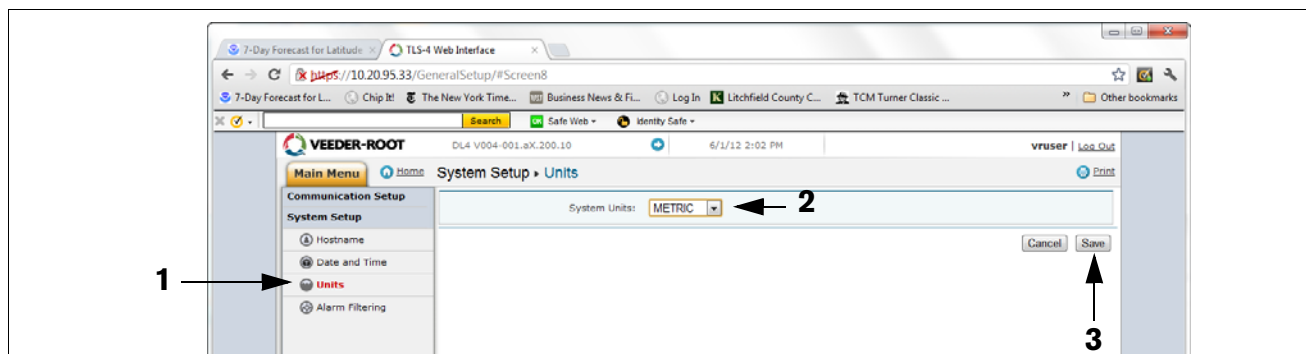 7-Day Forecast for Latitude
TLS-4 Web Interface
https://10.20.95.33/GeneralSetup/#Screen8
7-Day Forecast for L...
Chip It!
The New York Time...
Business News & Fi...
Log In
Litchfield County C...
TCM Turner Classic ...
»
Other bookmarks
Search
OK
Safe Web
Identity Safe
VEEDER-ROOT
DL4 V004-001.aX.200.10
6/1/12 2:02 PM
vruser | Log Out
Main Menu
Home
System Setup ▸ Units
Print
Communication Setup
System Setup
System Units: METRIC
2
Hostname
Cancel
Save
Date and Time
1
Units
Alarm Filtering
3